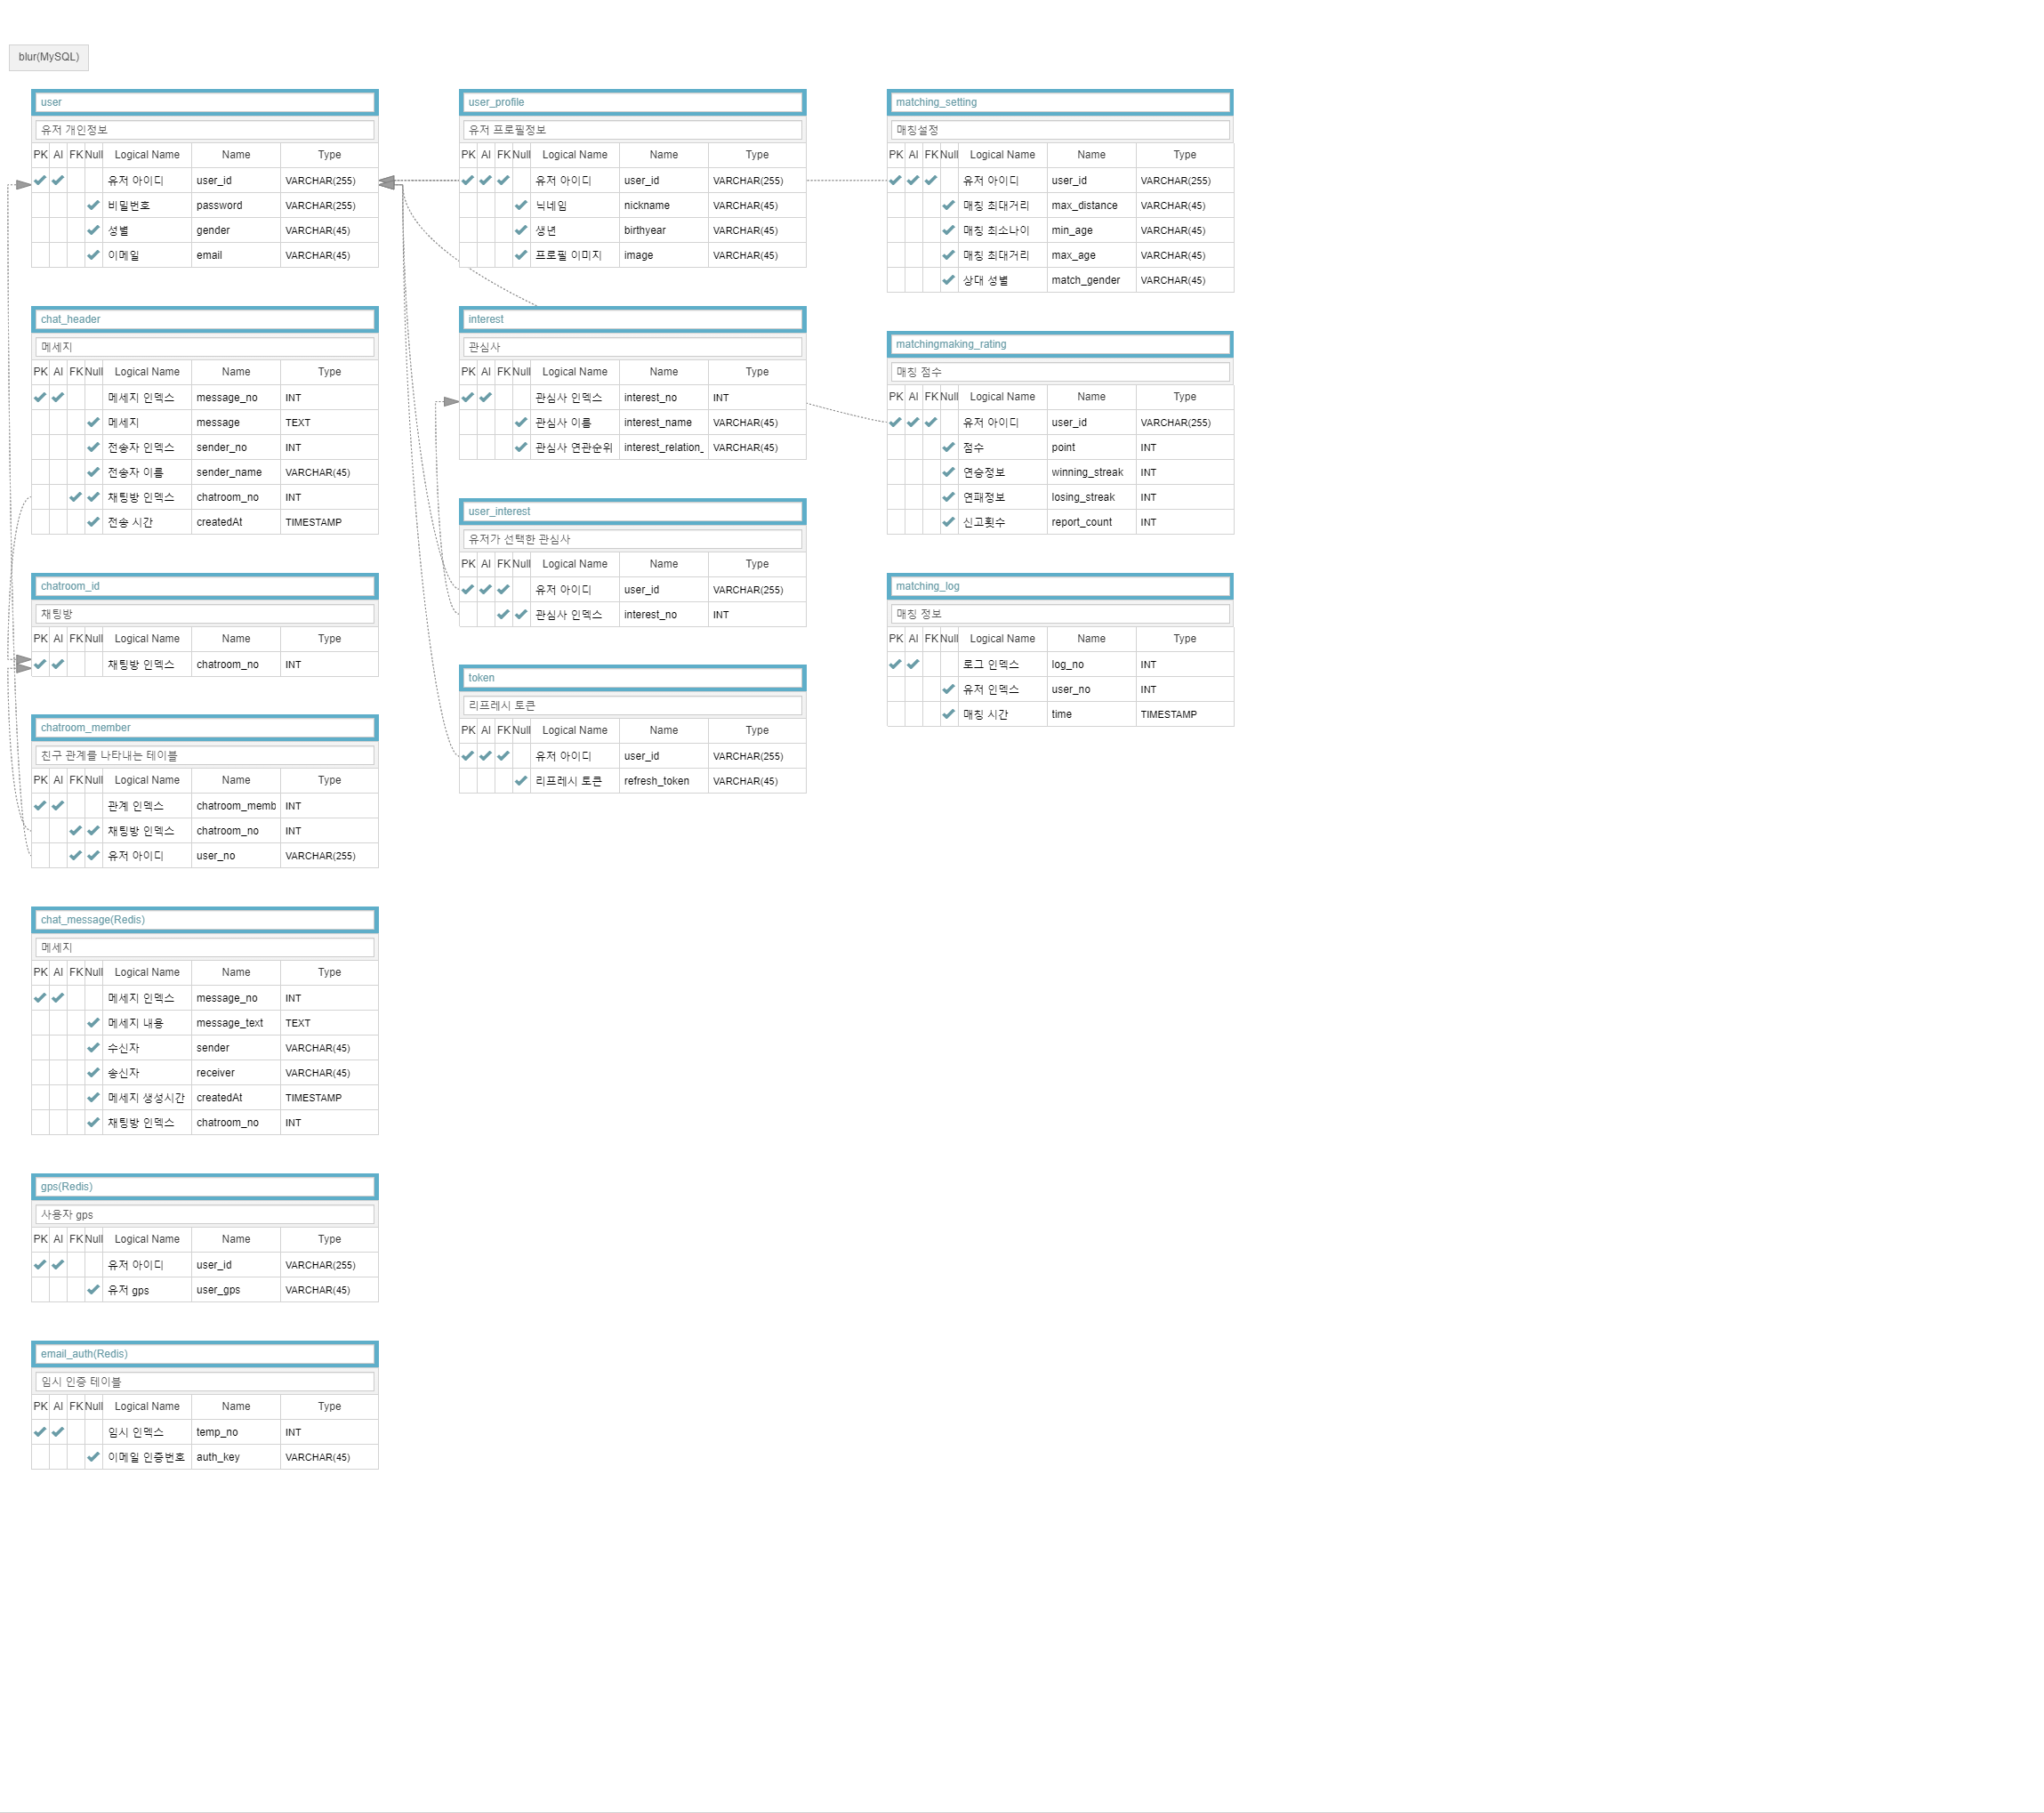 blur(MySQL)
user
유저 개인정보
PK AI FK Null Logical Name Name Type
유저 아이디 user_id VARCHAR(255)
비밀번호 password VARCHAR(255)
성별 gender VARCHAR(45)
이메일 email VARCHAR(45)
chat_header
메세지
PK AI FK Null Logical Name Name Type
메세지 인덱스 message_no INT
메세지 message TEXT
전송자 인덱스 sender_no INT
전송자 이름 sender_name VARCHAR(45)
채팅방 인덱스 chatroom_no INT
전송 시간 createdAt TIMESTAMP
chatroom_id
채팅방
PK AI FK Null Logical Name Name Type
채팅방 인덱스 chatroom_no INT
chatroom_member
친구 관계를 나타내는 테이블
PK AI FK Null Logical Name Name Type
관계 인덱스 chatroom_memb INT
채팅방 인덱스 chatroom_no INT
유저 아이디 user_no VARCHAR(255)
chat_message(Redis)
메세지
PK AI FK Null Logical Name Name Type
메세지 인덱스 message_no INT
메세지 내용 message_text TEXT
수신자 sender VARCHAR(45)
송신자 receiver VARCHAR(45)
메세지 생성시간 createdAt TIMESTAMP
채팅방 인덱스 chatroom_no INT
gps(Redis)
사용자 gps
PK AI FK Null Logical Name Name Type
유저 아이디 user_id VARCHAR(255)
유저 gps user_gps VARCHAR(45)
email_auth(Redis)
임시 인증 테이블
PK AI FK Null Logical Name Name Type
임시 인덱스 temp_no INT
이메일 인증번호 auth_key VARCHAR(45)
user_profile
유저 프로필정보
PK AI FK Null Logical Name Name Type
유저 아이디 user_id VARCHAR(255)
닉네임 nickname VARCHAR(45)
생년 birthyear VARCHAR(45)
프로필 이미지 image VARCHAR(45)
interest
관심사
PK AI FK Null Logical Name Name Type
관심사 인덱스 interest_no INT
관심사 이름 interest_name VARCHAR(45)
관심사 연관순위 interest_relation_ VARCHAR(45)
user_interest
유저가 선택한 관심사
PK AI FK Null Logical Name Name Type
유저 아이디 user_id VARCHAR(255)
관심사 인덱스 interest_no INT
token
리프레시 토큰
PK AI FK Null Logical Name Name Type
유저 아이디 user_id VARCHAR(255)
리프레시 토큰 refresh_token VARCHAR(45)
matching_setting
매칭설정
PK AI FK Null Logical Name Name Type
유저 아이디 user_id VARCHAR(255)
매칭 최대거리 max_distance VARCHAR(45)
매칭 최소나이 min_age VARCHAR(45)
매칭 최대거리 max_age VARCHAR(45)
상대 성별 match_gender VARCHAR(45)
matchingmaking_rating
매칭 점수
PK AI FK Null Logical Name Name Type
유저 아이디 user_id VARCHAR(255)
점수 point INT
연승정보 winning_streak INT
연패정보 losing_streak INT
신고횟수 report_count INT
matching_log
매칭 정보
PK AI FK Null Logical Name Name Type
로그 인덱스 log_no INT
유저 인덱스 user_no INT
매칭 시간 time TIMESTAMP